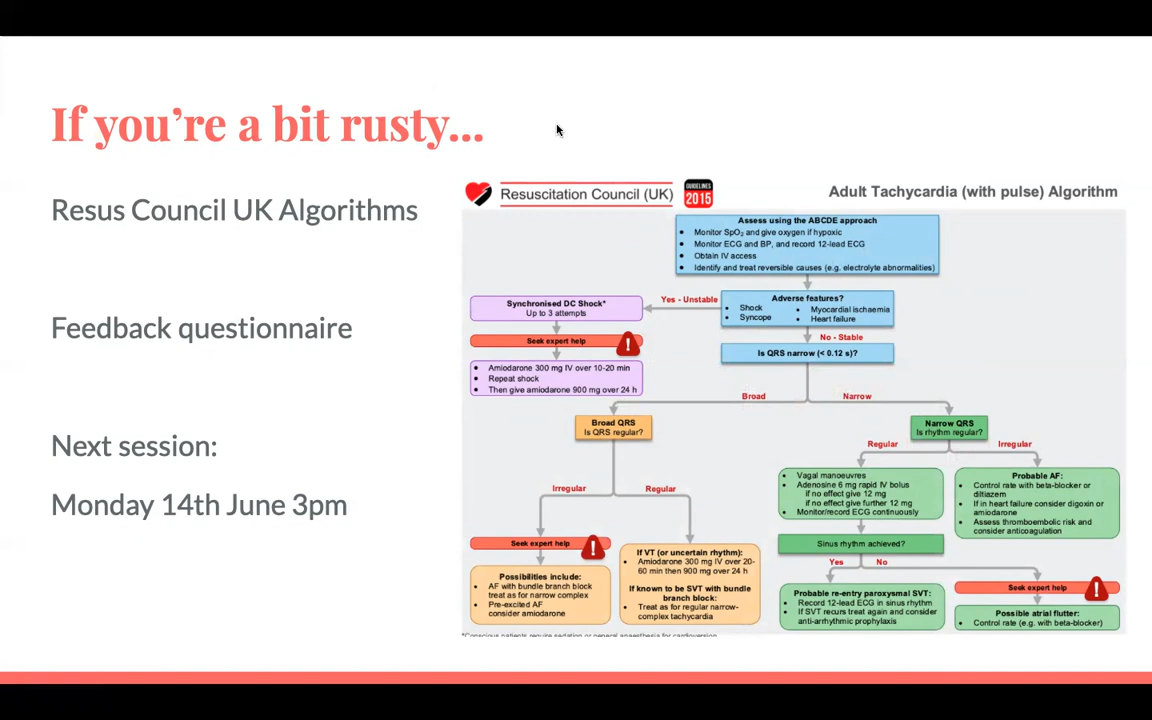 If you're a bit rusty...
Resus Council UK Algorithms
Feedback questionnaire
Next session:
Monday 14th June 3pm
Resuscitation Council (UK)
GUIDELINES
2015
Adult Tachycardia (with pulse) Algorithm
Assess using the ABCDE approach
• Monitor SpO₂ and give oxygen if hypoxic
• Monitor ECG and BP, and record 12-lead ECG
• Obtain IV access
• Identify and treat reversible causes (e.g. electrolyte abnormalities)
Adverse features?
• Shock
• Syncope
• Myocardial ischaemia
• Heart failure
Yes - Unstable
Synchronised DC Shock*
Up to 3 attempts
Seek expert help
!
• Amiodarone 300 mg IV over 10-20 min
• Repeat shock
• Then give amiodarone 900 mg over 24 h
No - Stable
Is QRS narrow (< 0.12 s)?
Broad
Narrow
Broad QRS
Is QRS regular?
Narrow QRS
Is rhythm regular?
Irregular
Regular
Regular
Irregular
Seek expert help
!
Possibilities include:
• AF with bundle branch block
treat as for narrow complex
• Pre-excited AF
consider amiodarone
If VT (or uncertain rhythm):
• Amiodarone 300 mg IV over 20-
60 min then 900 mg over 24 h
If known to be SVT with bundle
branch block:
• Treat as for regular narrow-
complex tachycardia
• Vagal manoeuvres
• Adenosine 6 mg rapid IV bolus
if no effect give 12 mg
if no effect give further 12 mg
• Monitor/record ECG continuously
Probable AF:
• Control rate with beta-blocker or
diltiazem
• If in heart failure consider digoxin or
amiodarone
• Assess thromboembolic risk and
consider anticoagulation
Sinus rhythm achieved?
Yes
No
Probable re-entry paroxysmal SVT:
• Record 12-lead ECG in sinus rhythm
• If SVT recurs treat again and consider
anti-arrhythmic prophylaxis
Seek expert help
!
Possible atrial flutter:
• Control rate (e.g. with beta-blocker)
*Conscious patients require sedation or general anaesthesia for cardioversion